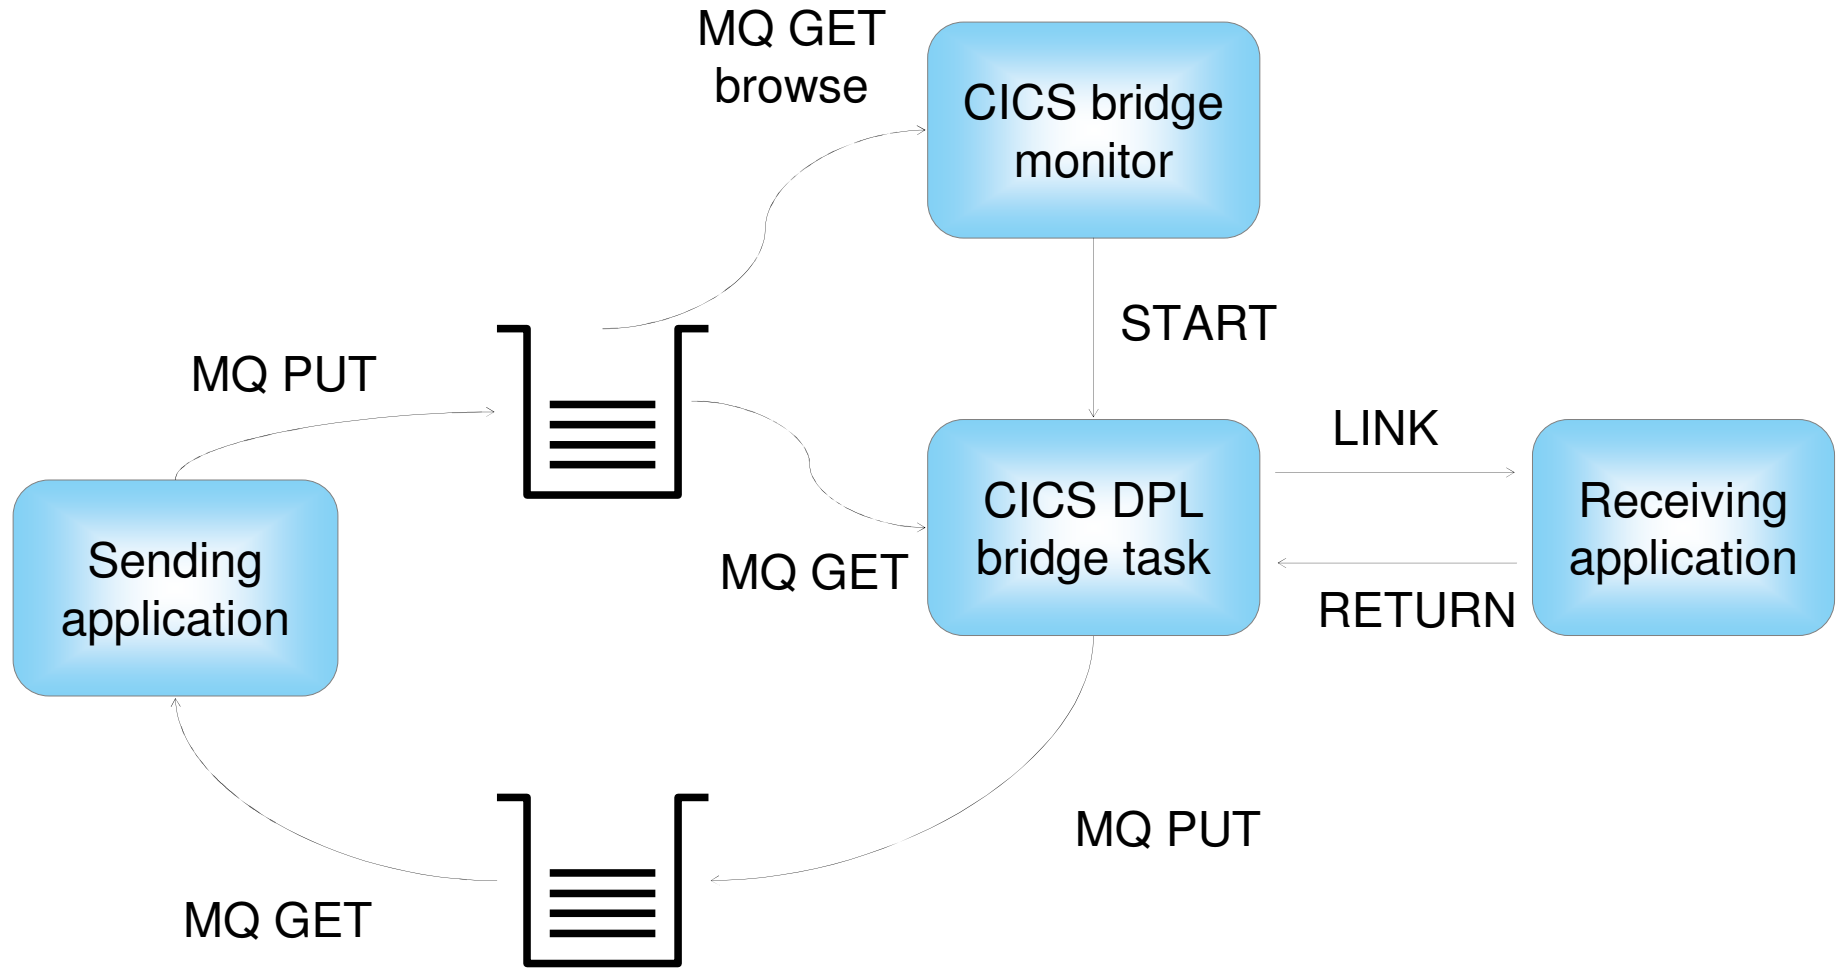 MQ GET
browse
CICS bridge
monitor
START
MQ PUT
LINK
CICS DPL
bridge task
Receiving
application
Sending
application
MQ GET
RETURN
MQ PUT
MQ GET